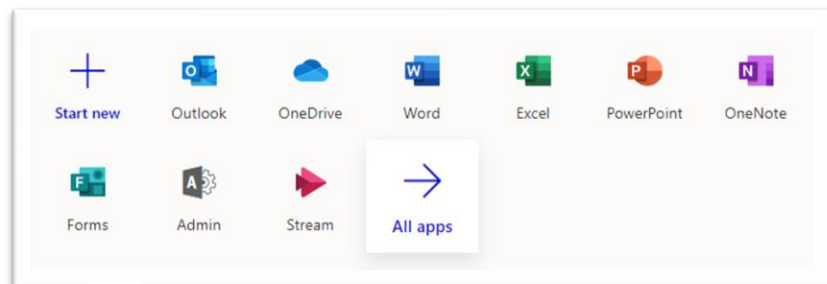 Start new Outlook OneDrive Word Excel PowerPoint OneNote
Forms Admin Stream All apps